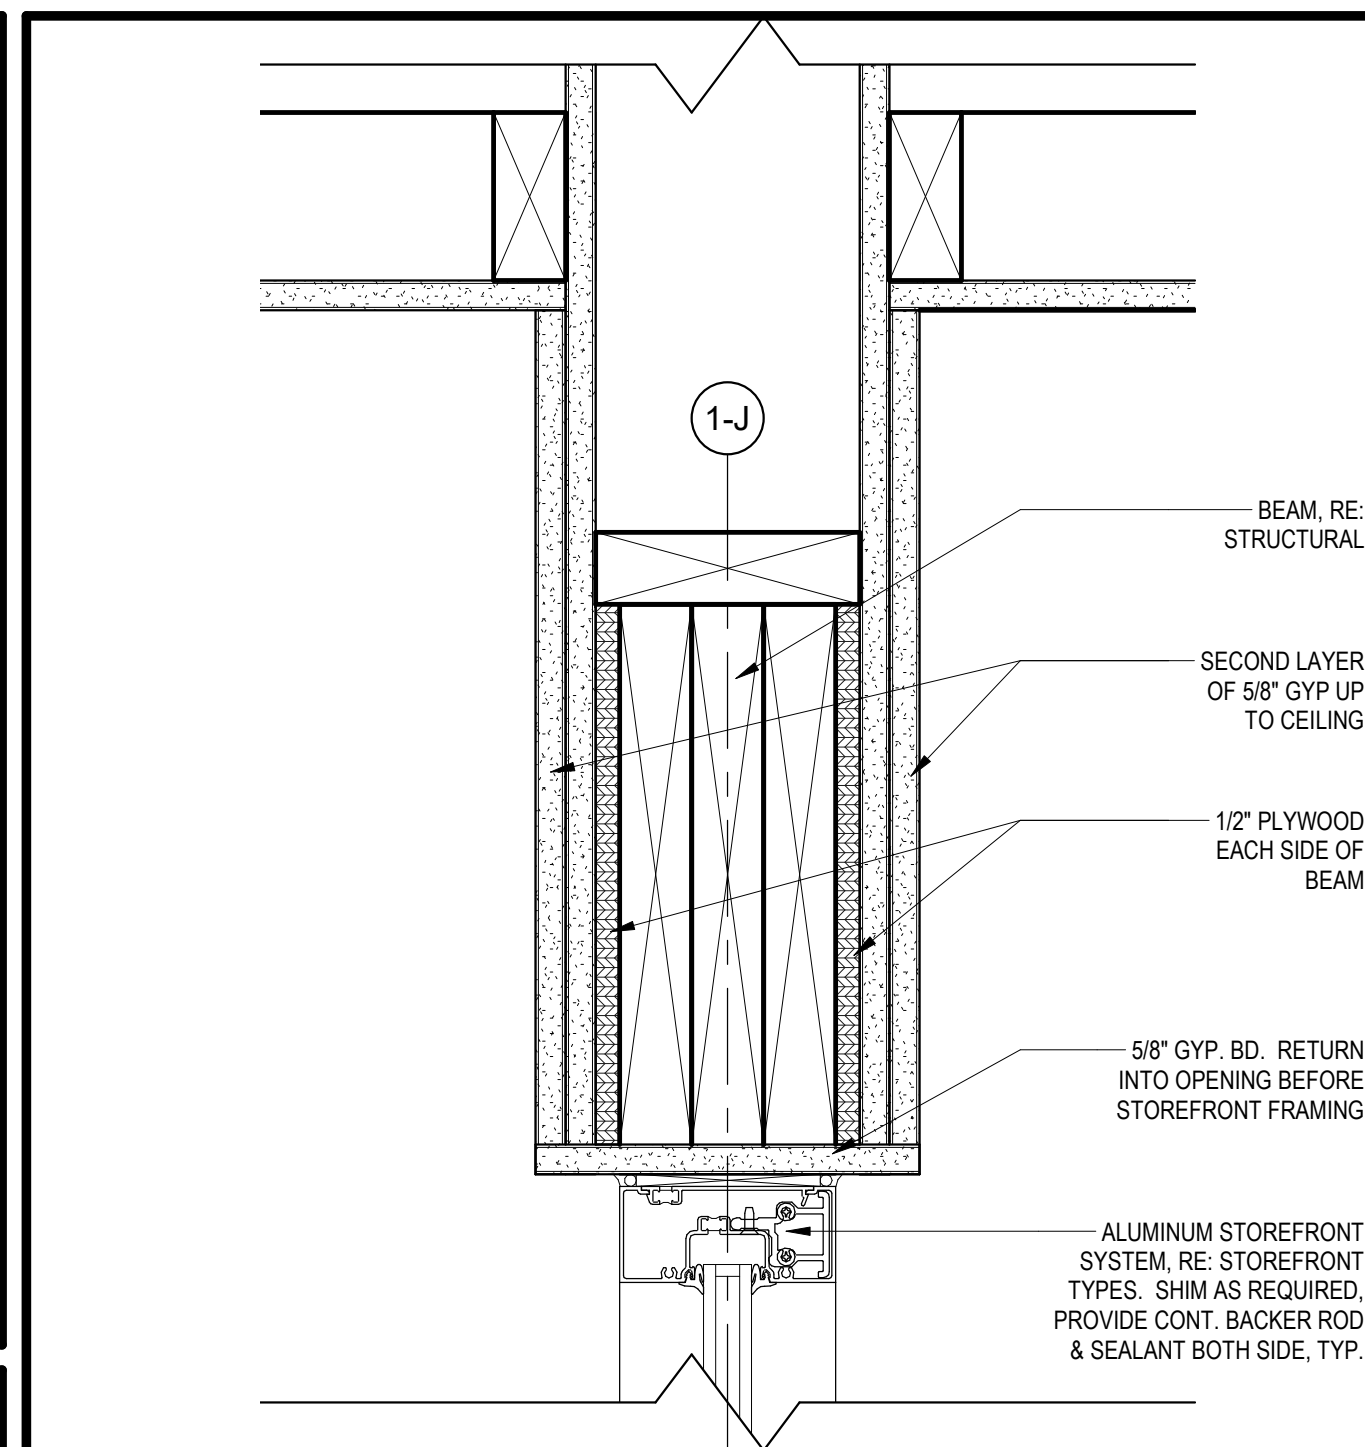 1-J
BEAM, RE:
STRUCTURAL
SECOND LAYER
OF 5/8" GYP UP
TO CEILING
1/2" PLYWOOD
EACH SIDE OF
BEAM
5/8" GYP. BD. RETURN
INTO OPENING BEFORE
STOREFRONT FRAMING
ALUMINUM STOREFRONT
SYSTEM, RE: STOREFRONT
TYPES. SHIM AS REQUIRED,
PROVIDE CONT. BACKER ROD
& SEALANT BOTH SIDE, TYP.